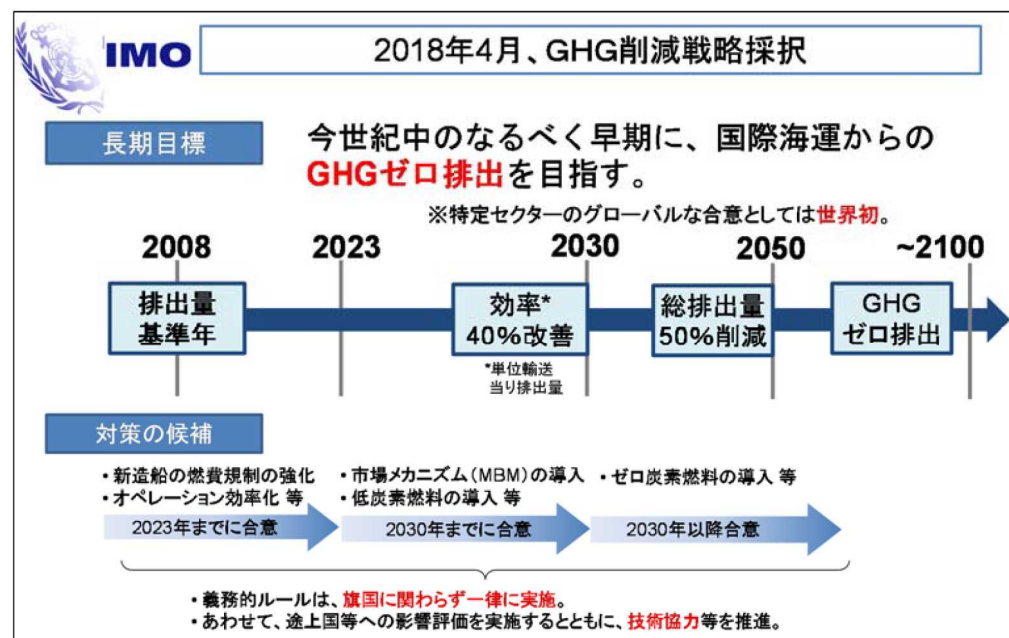 IMO
2018年4月、GHG削減戦略採択
長期目標
今世紀中のなるべく早期に、国際海運からの
GHGゼロ排出を目指す。
※特定セクターのグローバルな合意としては世界初。
2008
2023
2030
2050
~2100
排出量
基準年
効率*
40%改善
*単位輸送
当り排出量
総排出量
50%削減
GHG
ゼロ排出
対策の候補
・新造船の燃費規制の強化
・オペレーション効率化 等
・市場メカニズム(MBM)の導入
・低炭素燃料の導入 等
・ゼロ炭素燃料の導入 等
2023年までに合意
2030年までに合意
2030年以降合意
・義務的ルールは、旗国に関わらず一律に実施。
・あわせて、途上国等への影響評価を実施するとともに、技術協力等を推進。